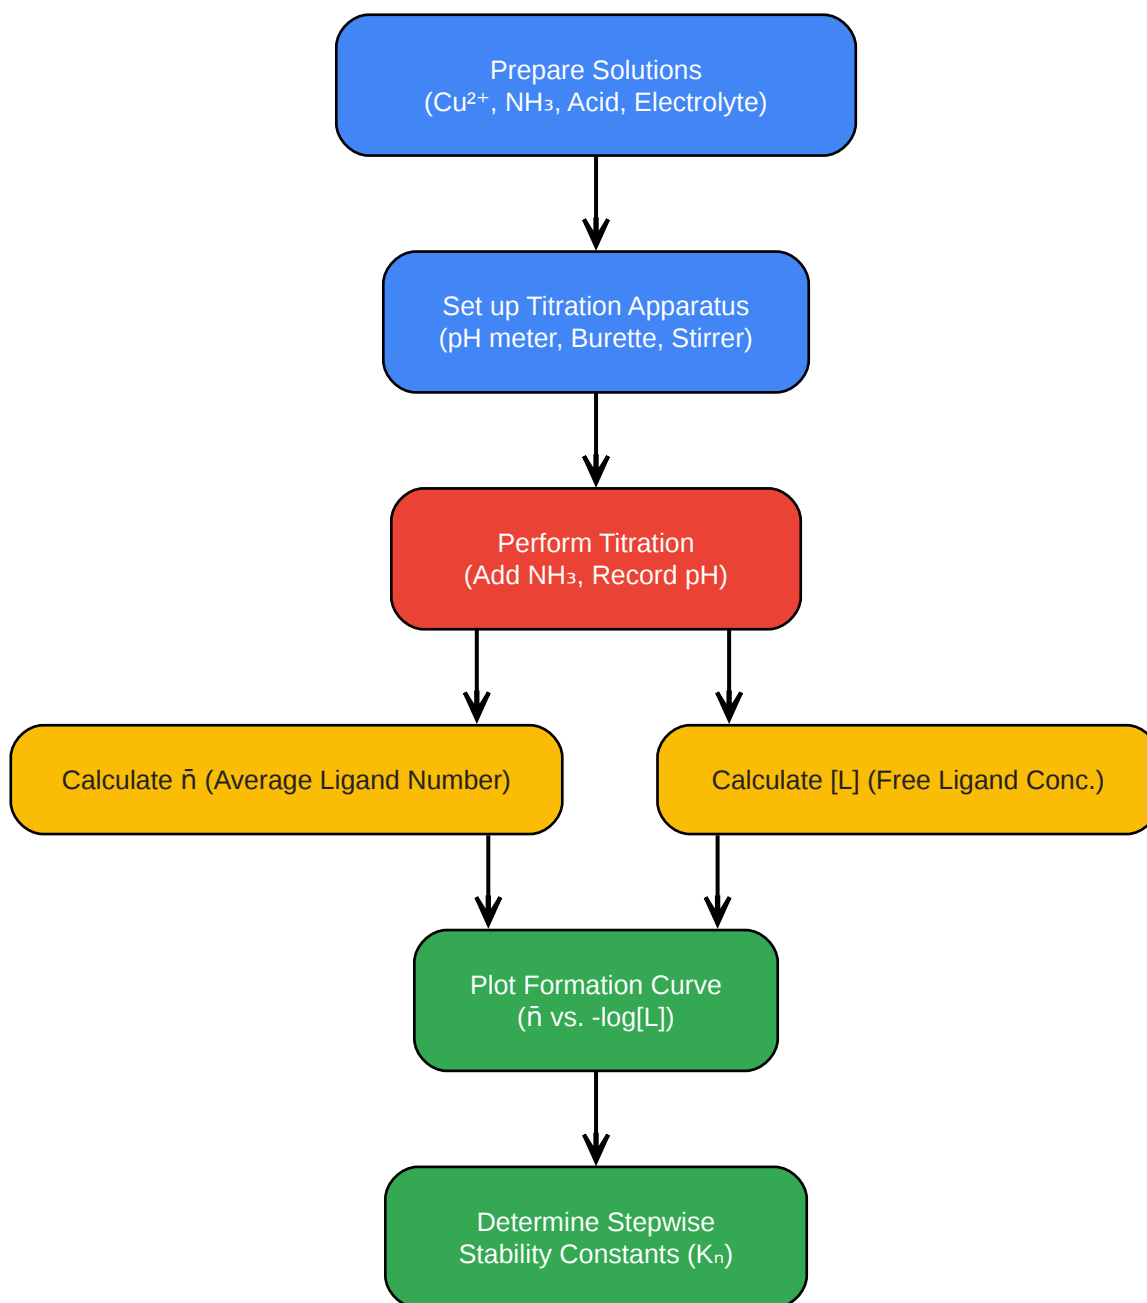 Prepare Solutions
(Cu²⁺, NH₃, Acid, Electrolyte)
Set up Titration Apparatus
(pH meter, Burette, Stirrer)
Perform Titration
(Add NH₃, Record pH)
Calculate n̄ (Average Ligand Number)
Calculate [L] (Free Ligand Conc.)
Plot Formation Curve
(n̄ vs. -log[L])
Determine Stepwise
Stability Constants (Kₙ)